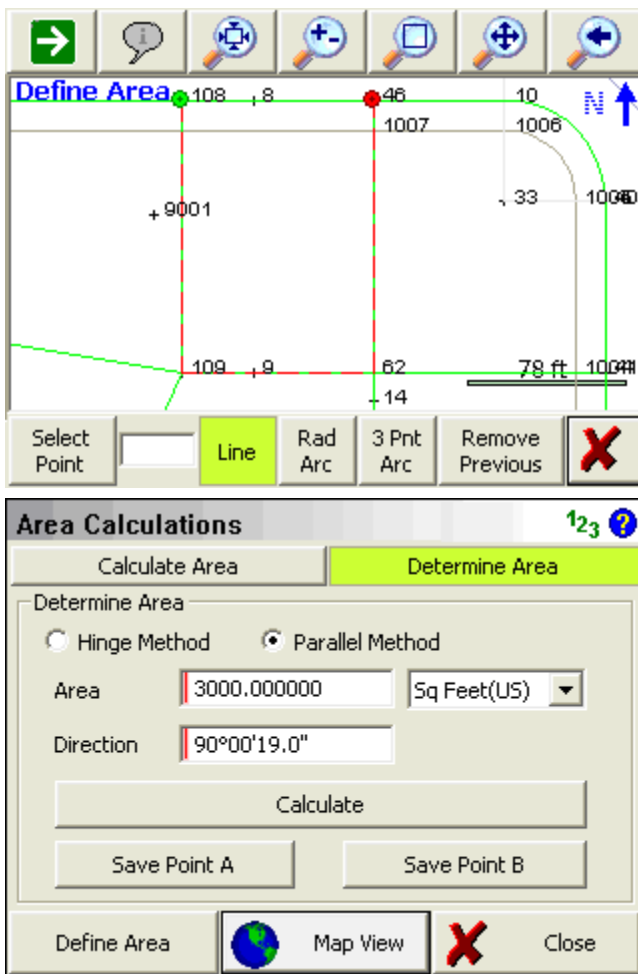 Define Area
108
8
46
10
N
1007
1006
9001
33
109
9
62
78 ft
14
Select Point
Line
Rad Arc
3 Pnt Arc
Remove Previous
Area Calculations
123
?
Calculate Area
Determine Area
Determine Area
Hinge Method
Parallel Method
Area
3000.000000
Sq Feet(US)
Direction
90°00'19.0"
Calculate
Save Point A
Save Point B
Define Area
Map View
Close